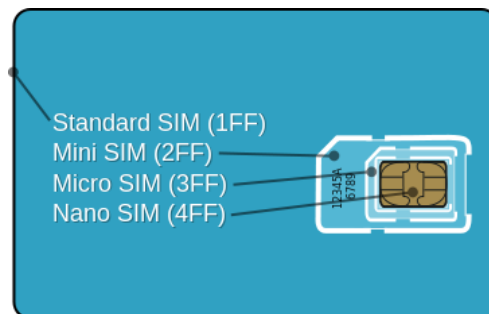 Standard SIM (1FF)
Mini SIM (2FF)
Micro SIM (3FF)
Nano SIM (4FF)
12345A
6789